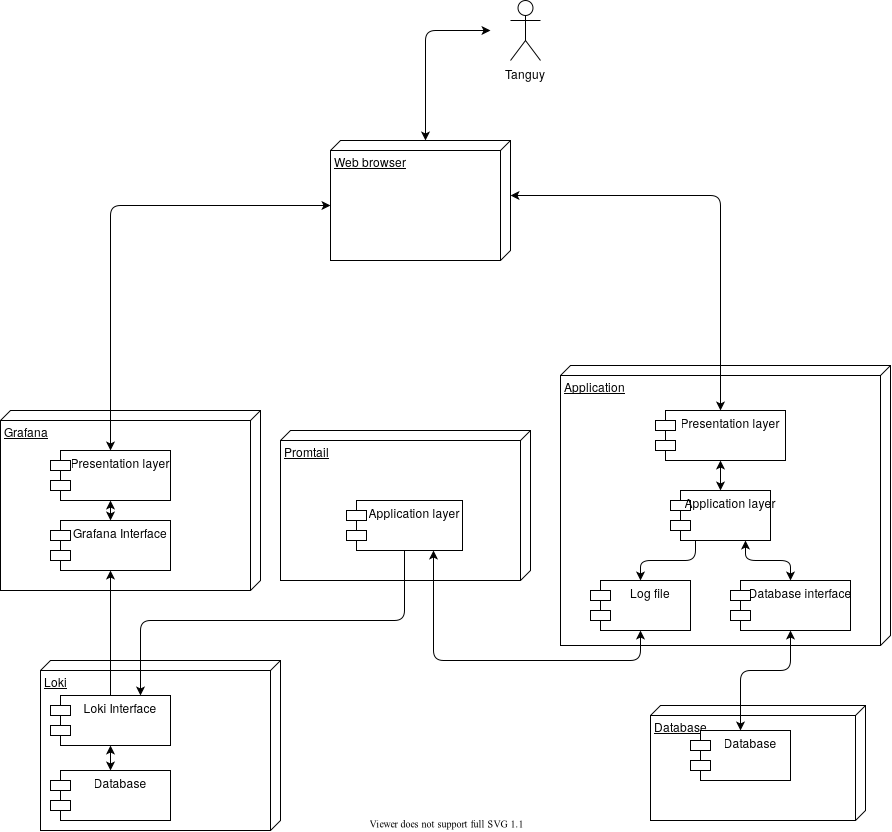 Tanguy
Web browser
Application
Presentation layer
Application layer
Log file
Database interface
Grafana
Presentation layer
Grafana Interface
Promtail
Application layer
Loki
Loki Interface
Database
Database
Database
Viewer does not support full SVG 1.1